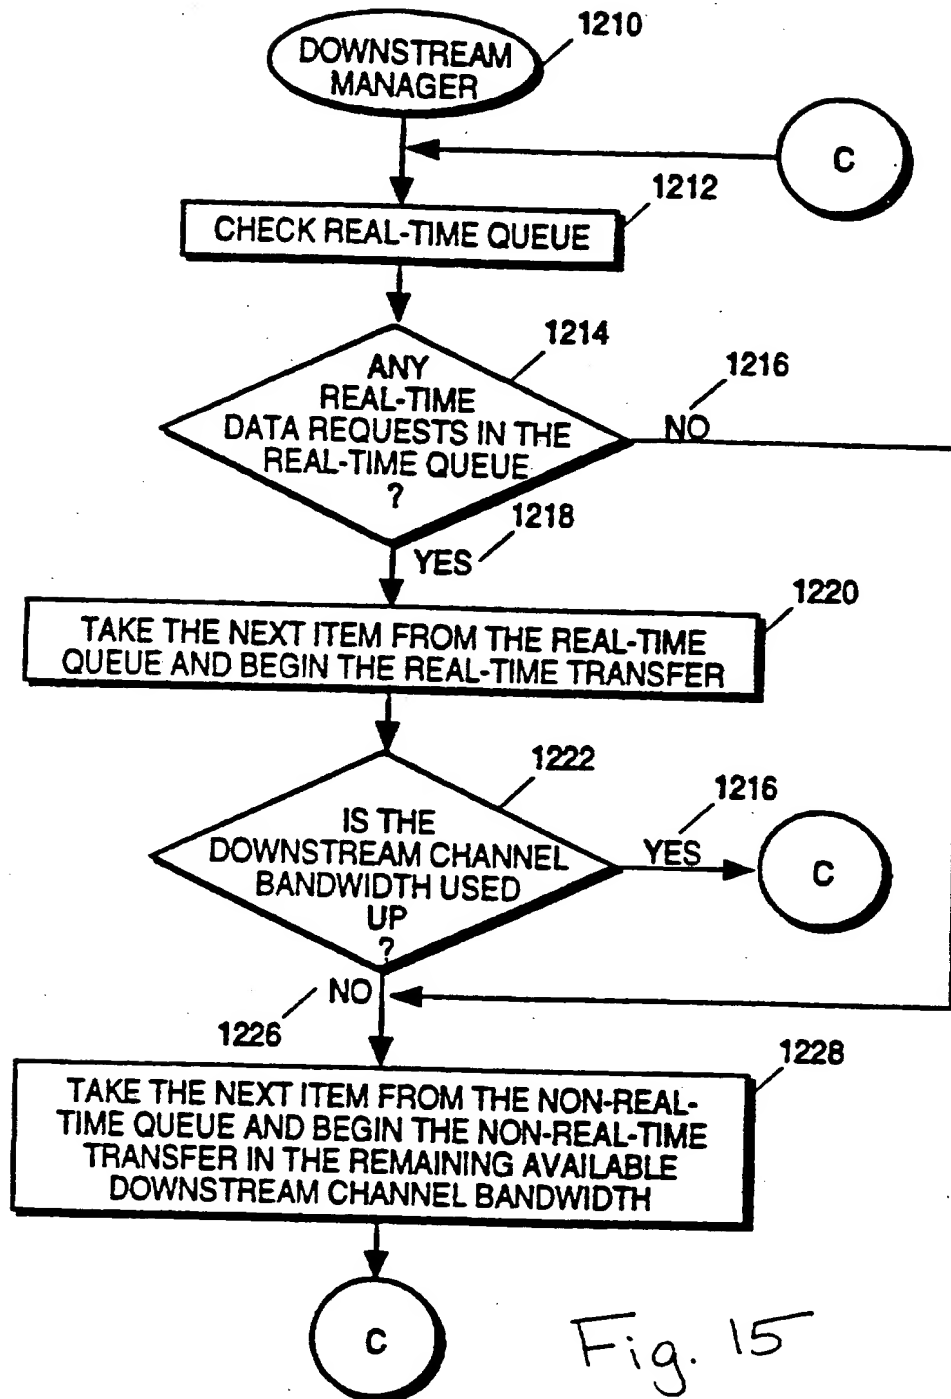 1210
DOWNSTREAM
MANAGER
C
1212
CHECK REAL-TIME QUEUE
1214
ANY
REAL-TIME
DATA REQUESTS IN THE
REAL-TIME QUEUE
?
1216
NO
1218
YES
1220
TAKE THE NEXT ITEM FROM THE REAL-TIME
QUEUE AND BEGIN THE REAL-TIME TRANSFER
1222
IS THE
DOWNSTREAM CHANNEL
BANDWIDTH USED
UP
?
1216
YES
C
NO
1226
1228
TAKE THE NEXT ITEM FROM THE NON-REAL-
TIME QUEUE AND BEGIN THE NON-REAL-TIME
TRANSFER IN THE REMAINING AVAILABLE
DOWNSTREAM CHANNEL BANDWIDTH
C
Fig. 15